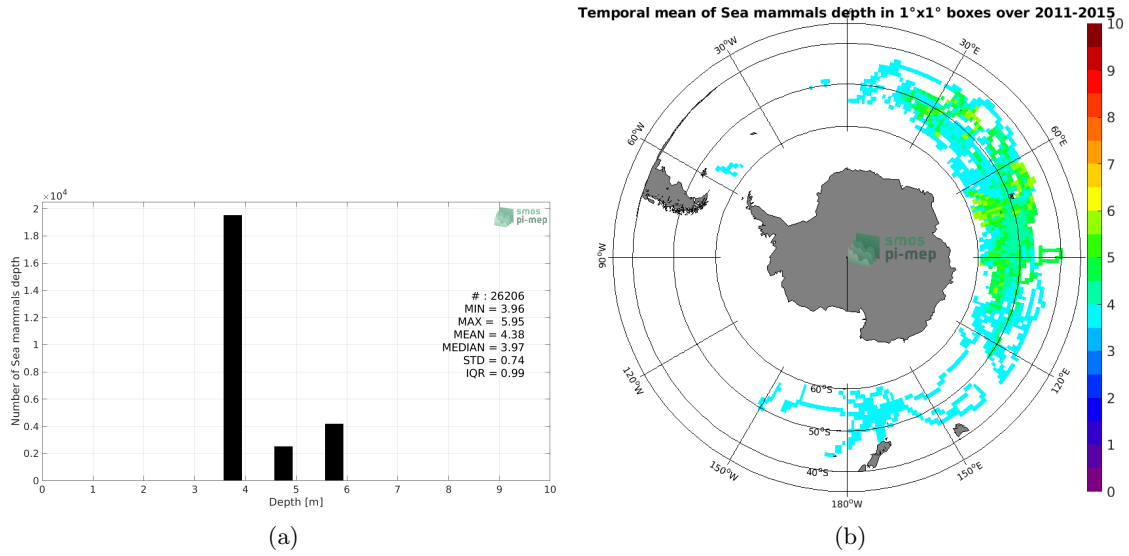 ×10⁴
2
1.8
1.6
1.4
1.2
1
0.8
0.6
0.4
0.2
0
Number of Sea mammals depth
smos
pi-mep
# : 26206
MIN = 3.96
MAX = 5.95
MEAN = 4.38
MEDIAN = 3.97
STD = 0.74
IQR = 0.99
0 1 2 3 4 5 6 7 8 9 10
Depth [m]
(a)
Temporal mean of Sea mammals depth in 1°x1° boxes over 2011-2015
30°W
30°E
60°W
60°E
90°W
smos
pi-mep
120°W
120°E
60°S
50°S
40°S
150°W
150°E
180°W
10
9
8
7
6
5
4
3
2
1
0
(b)